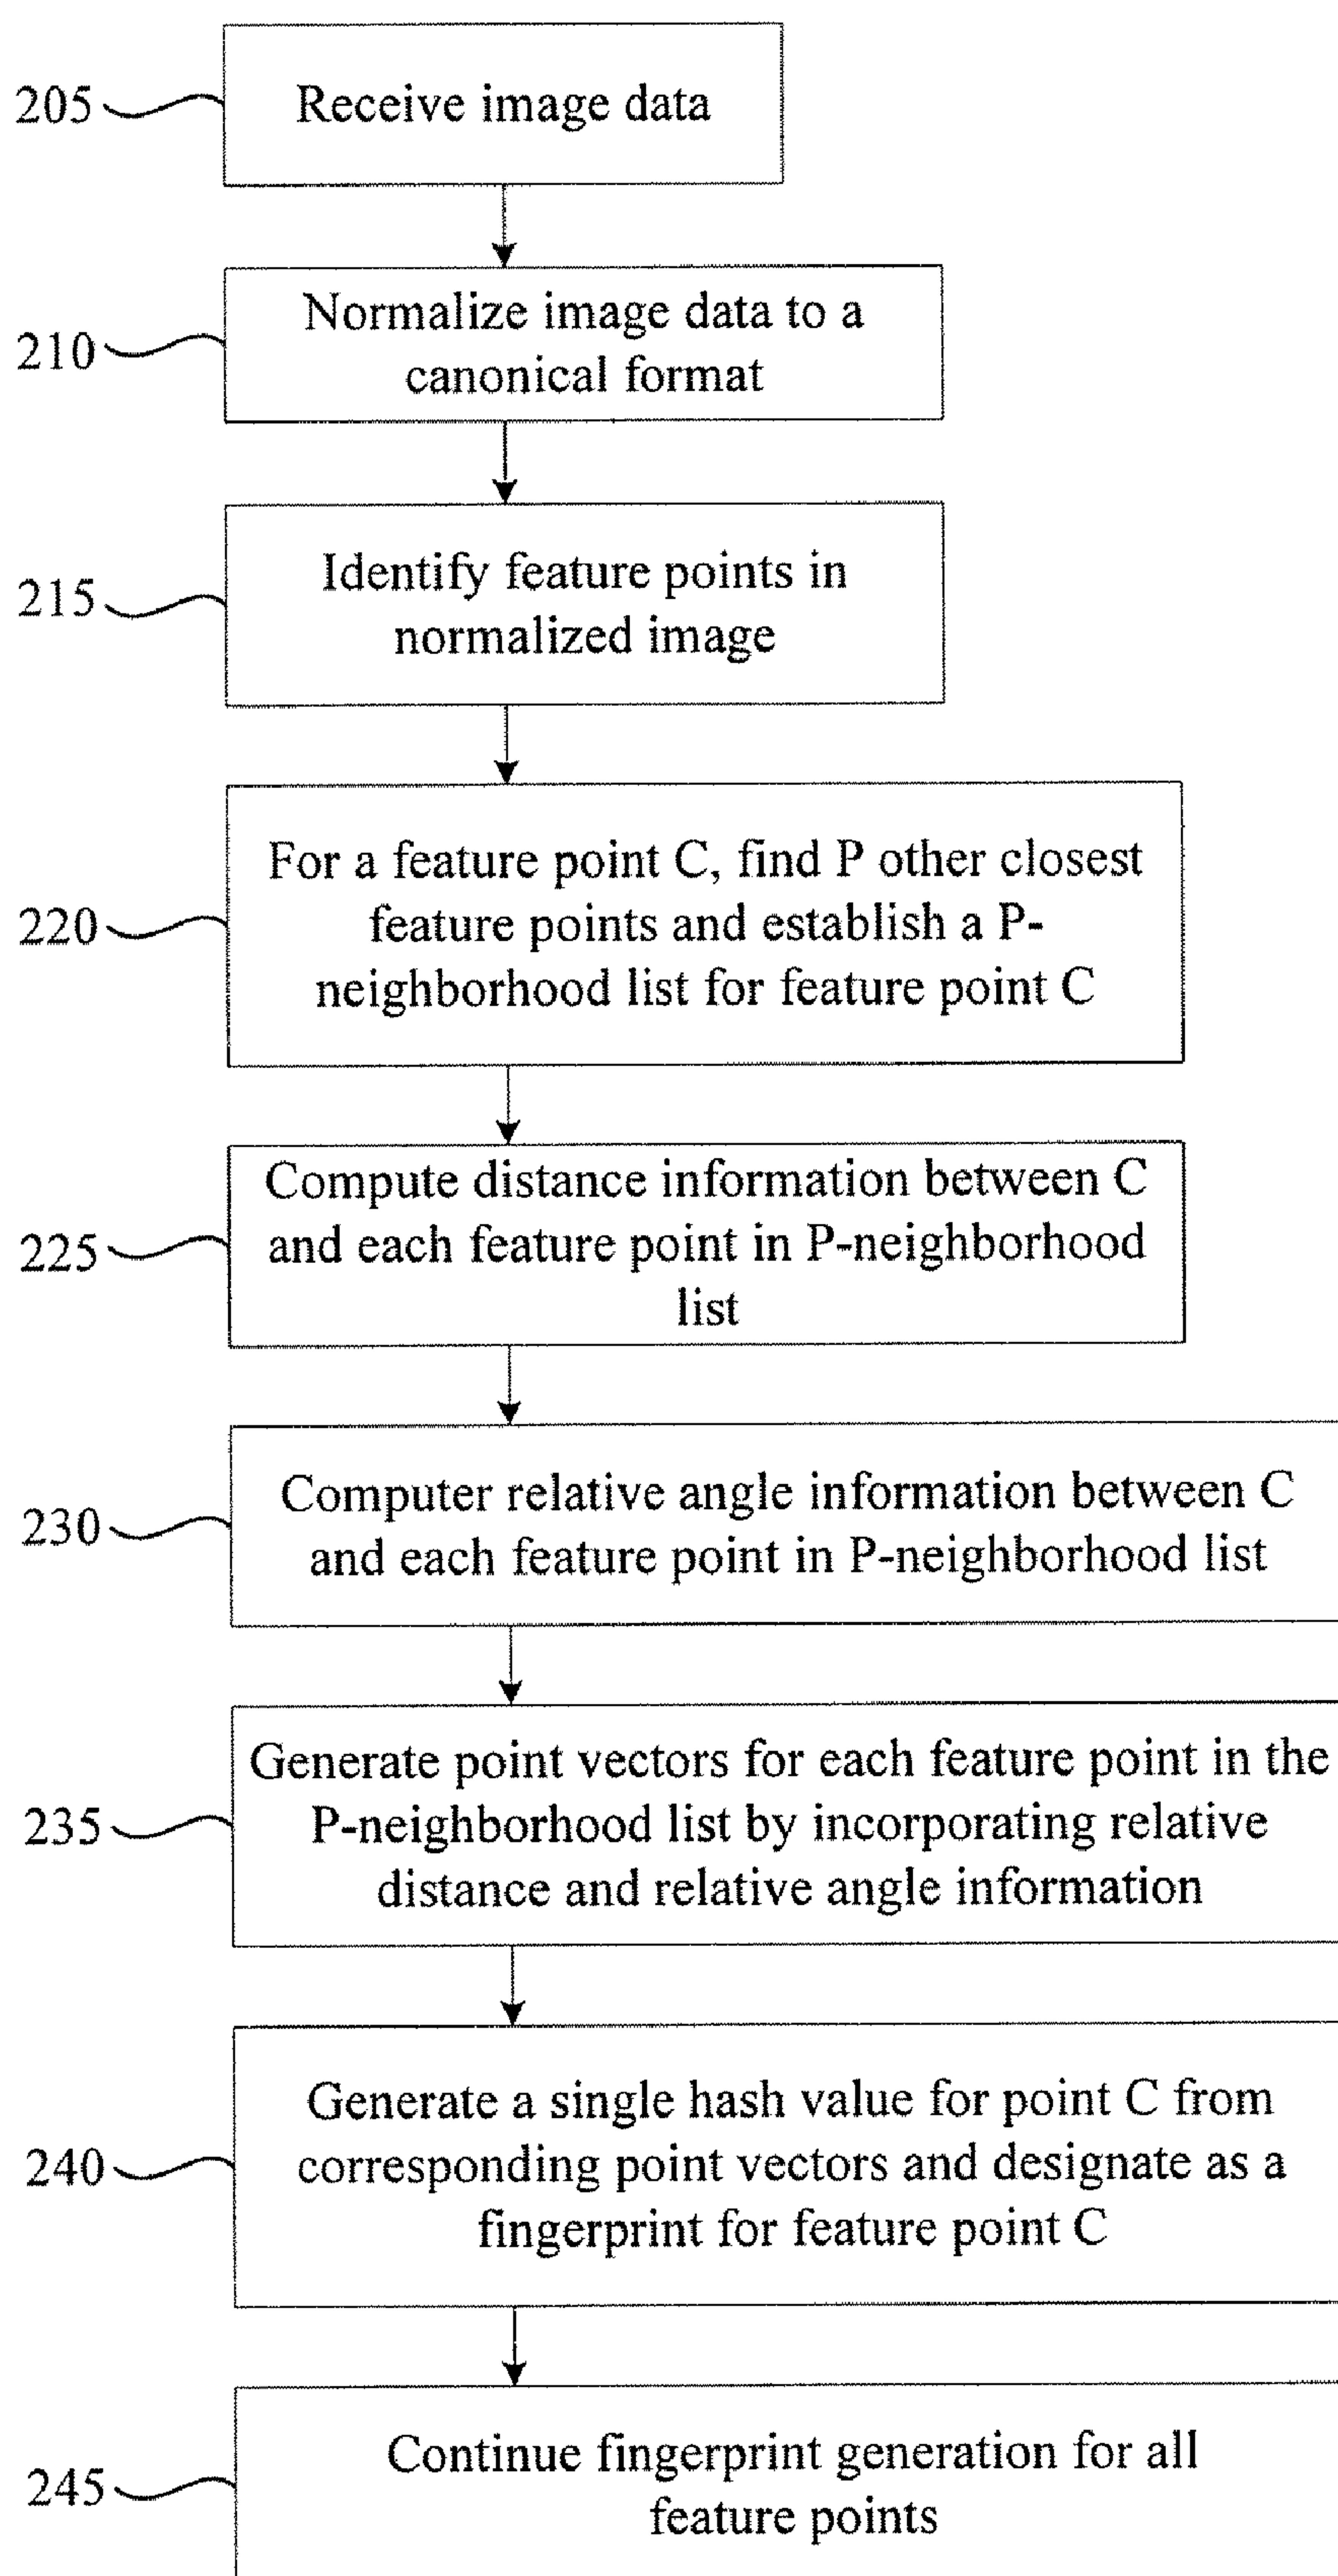 205
Receive image data
210
Normalize image data to a
canonical format
215
Identify feature points in
normalized image
220
For a feature point C, find P other closest
feature points and establish a P-
neighborhood list for feature point C
225
Compute distance information between C
and each feature point in P-neighborhood
list
230
Computer relative angle information between C
and each feature point in P-neighborhood list
235
Generate point vectors for each feature point in the
P-neighborhood list by incorporating relative
distance and relative angle information
240
Generate a single hash value for point C from
corresponding point vectors and designate as a
fingerprint for feature point C
245
Continue fingerprint generation for all
feature points